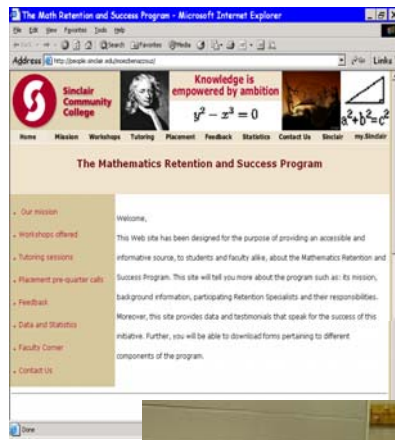 The Math Retention and Success Program - Microsoft Internet Explorer
File Edit View Favorites Tools Help
Search Favorites Media
Address
Links
Sinclair
Community
College
Knowledge is
empowered by ambition
y² - x³ = 0
a²+b²=c²
Home Mission Workshops Tutoring Placement Feedback Statistics Contact Us Sinclair my.Sinclair
The Mathematics Retention and Success Program
Our mission
Workshops offered
Tutoring sessions
Placement pre-quarter calls
Feedback
Data and Statistics
Faculty Corner
Contact Us
Welcome,
This Web site has been designed for the purpose of providing an accessible and
informative source, to students and faculty alike, about the Mathematics Retention and
Success Program. This site will tell you more about the program such as: its mission,
background information, participating Retention Specialists and their responsibilities.
Moreover, this site provides data and testimonials that speak for the success of this
initiative. Further, you will be able to download forms pertaining to different
components of the program.
Done